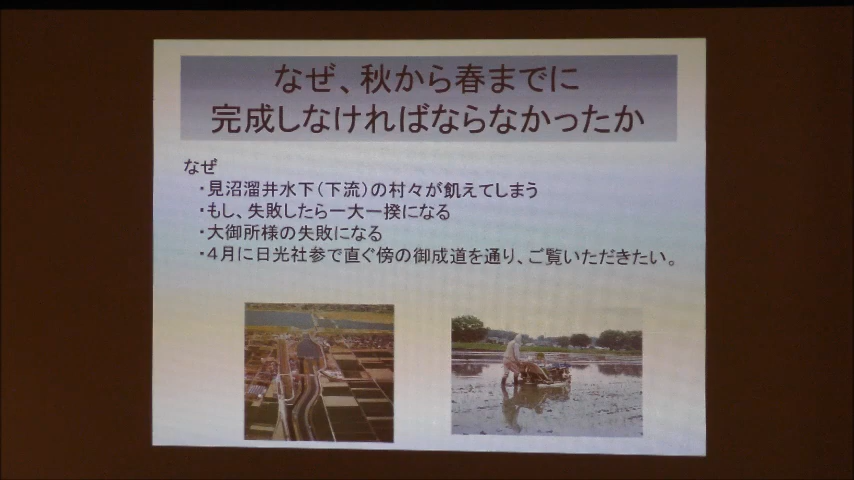 なぜ、秋から春までに
完成しなければならなかったか
なぜ
・見沼溜井水下(下流)の村々が飢えてしまう
・もし、失敗したら一大一揆になる
・大御所様の失敗になる
・４月に日光社参で直ぐ傍の御成道を通り、ご覧いただきたい。